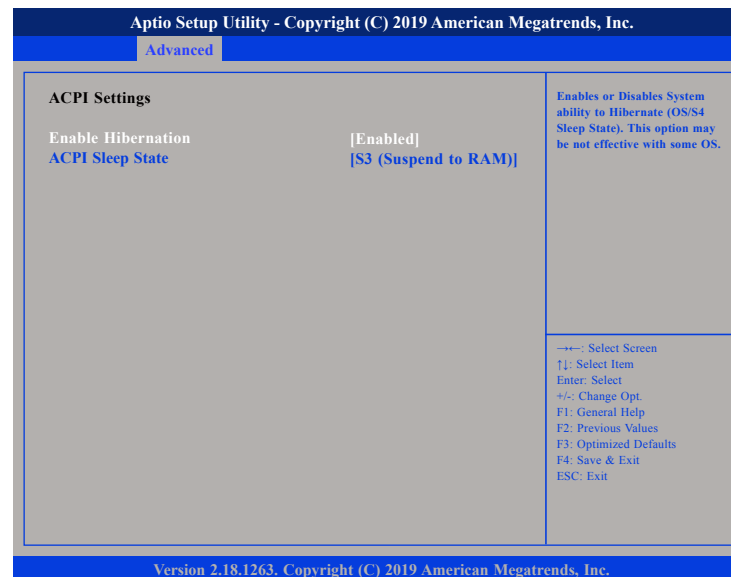 Aptio Setup Utility - Copyright (C) 2019 American Megatrends, Inc.
Advanced
ACPI Settings
Enable Hibernation [Enabled]
ACPI Sleep State [S3 (Suspend to RAM)]
Enables or Disables System
ability to Hibernate (OS/S4
Sleep State). This option may
be not effective with some OS.
→←: Select Screen
↑↓: Select Item
Enter: Select
+/-: Change Opt.
F1: General Help
F2: Previous Values
F3: Optimized Defaults
F4: Save & Exit
ESC: Exit
Version 2.18.1263. Copyright (C) 2019 American Megatrends, Inc.